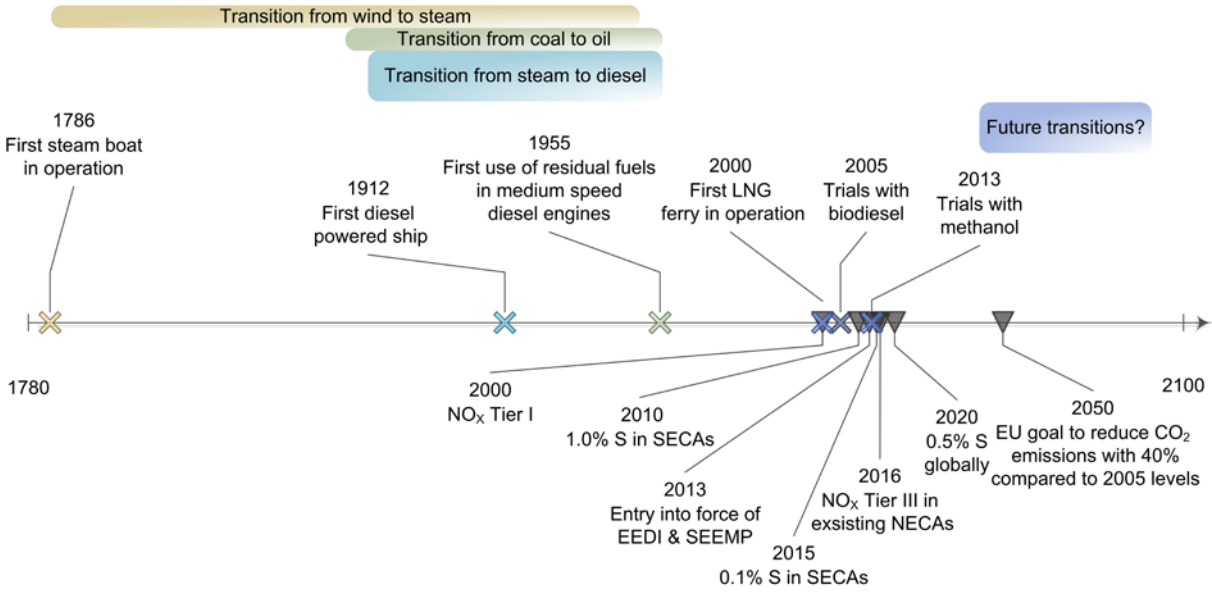 Transition from wind to steam
Transition from coal to oil
Transition from steam to diesel
Future transitions?
1786
First steam boat
in operation
1912
First diesel
powered ship
1955
First use of residual fuels
in medium speed
diesel engines
2000
First LNG
ferry in operation
2005
Trials with
biodiesel
2013
Trials with
methanol
1780
2100
2000
NOX Tier I
2010
1.0% S in SECAs
2013
Entry into force of
EEDI & SEEMP
2015
0.1% S in SECAs
2016
NOX Tier III in
exsisting NECAs
2020
0.5% S
globally
2050
EU goal to reduce CO2
emissions with 40%
compared to 2005 levels